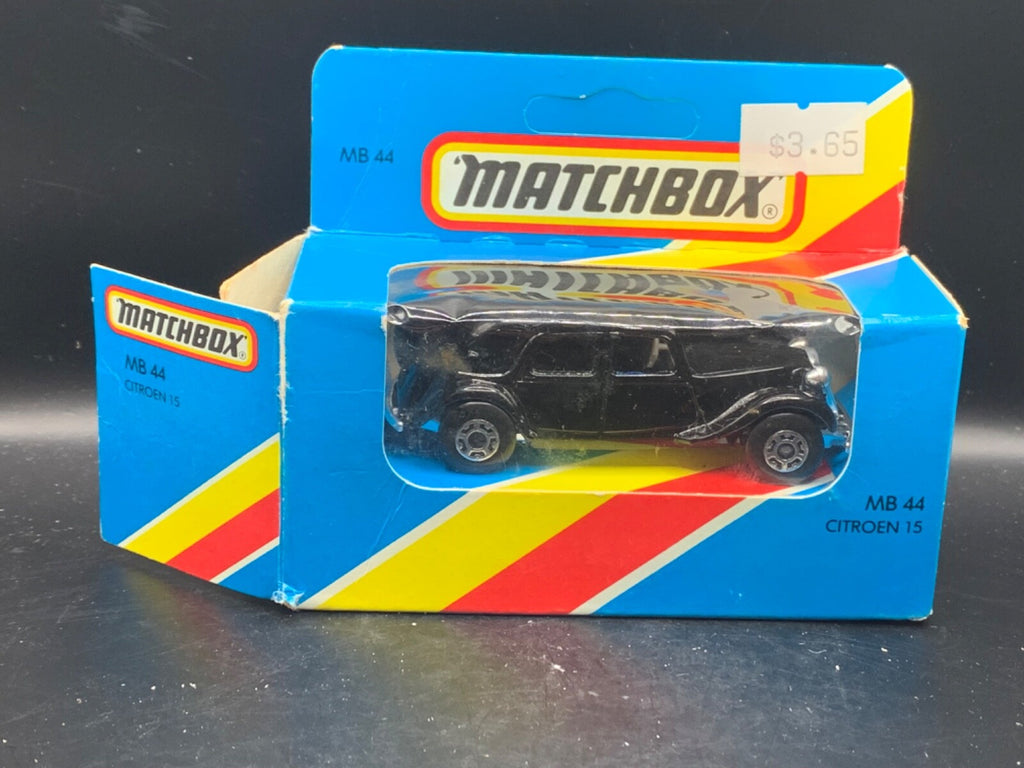 MB 44
'MATCHBOX'
®
$3.65
MATCHBOX
®
MB 44
CITROEN 15
MB 44
CITROEN 15